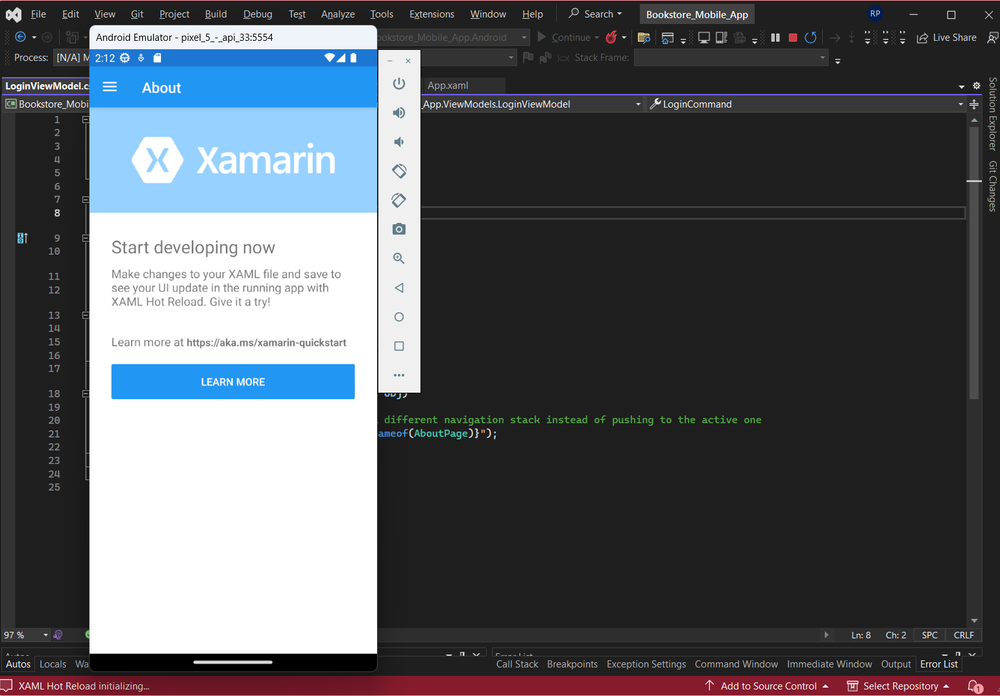 File Edit View Git Project Build Debug Test Analyze Tools Extensions Window Help Search Bookstore_Mobile_App RP
Android Emulator - pixel_5_-_api_33:5554
ookstore_Mobile_App.Android Continue Live Share
Process: [N/A] M Stack Frame:
2:12
About
LoginViewModel.cs App.xaml
C# Bookstore_Mobi _App.ViewModels.LoginViewModel LoginCommand
Solution Explorer
Git Changes
Xamarin
Start developing now
Make changes to your XAML file and save to
see your UI update in the running app with
XAML Hot Reload. Give it a try!
Learn more at https://aka.ms/xamarin-quickstart
LEARN MORE
1
2
3
4
5
6
7
8
9
10
11
12
13
14
15
16
17
18 obj)
19
20 different navigation stack instead of pushing to the active one
21 ameof(AboutPage)}");
22
23
24
25
97 % Ln: 8 Ch: 2 SPC CRLF
Autos Error List
Autos Locals Wa Call Stack Breakpoints Exception Settings Command Window Immediate Window Output Error List
XAML Hot Reload initializing... Add to Source Control Select Repository 1